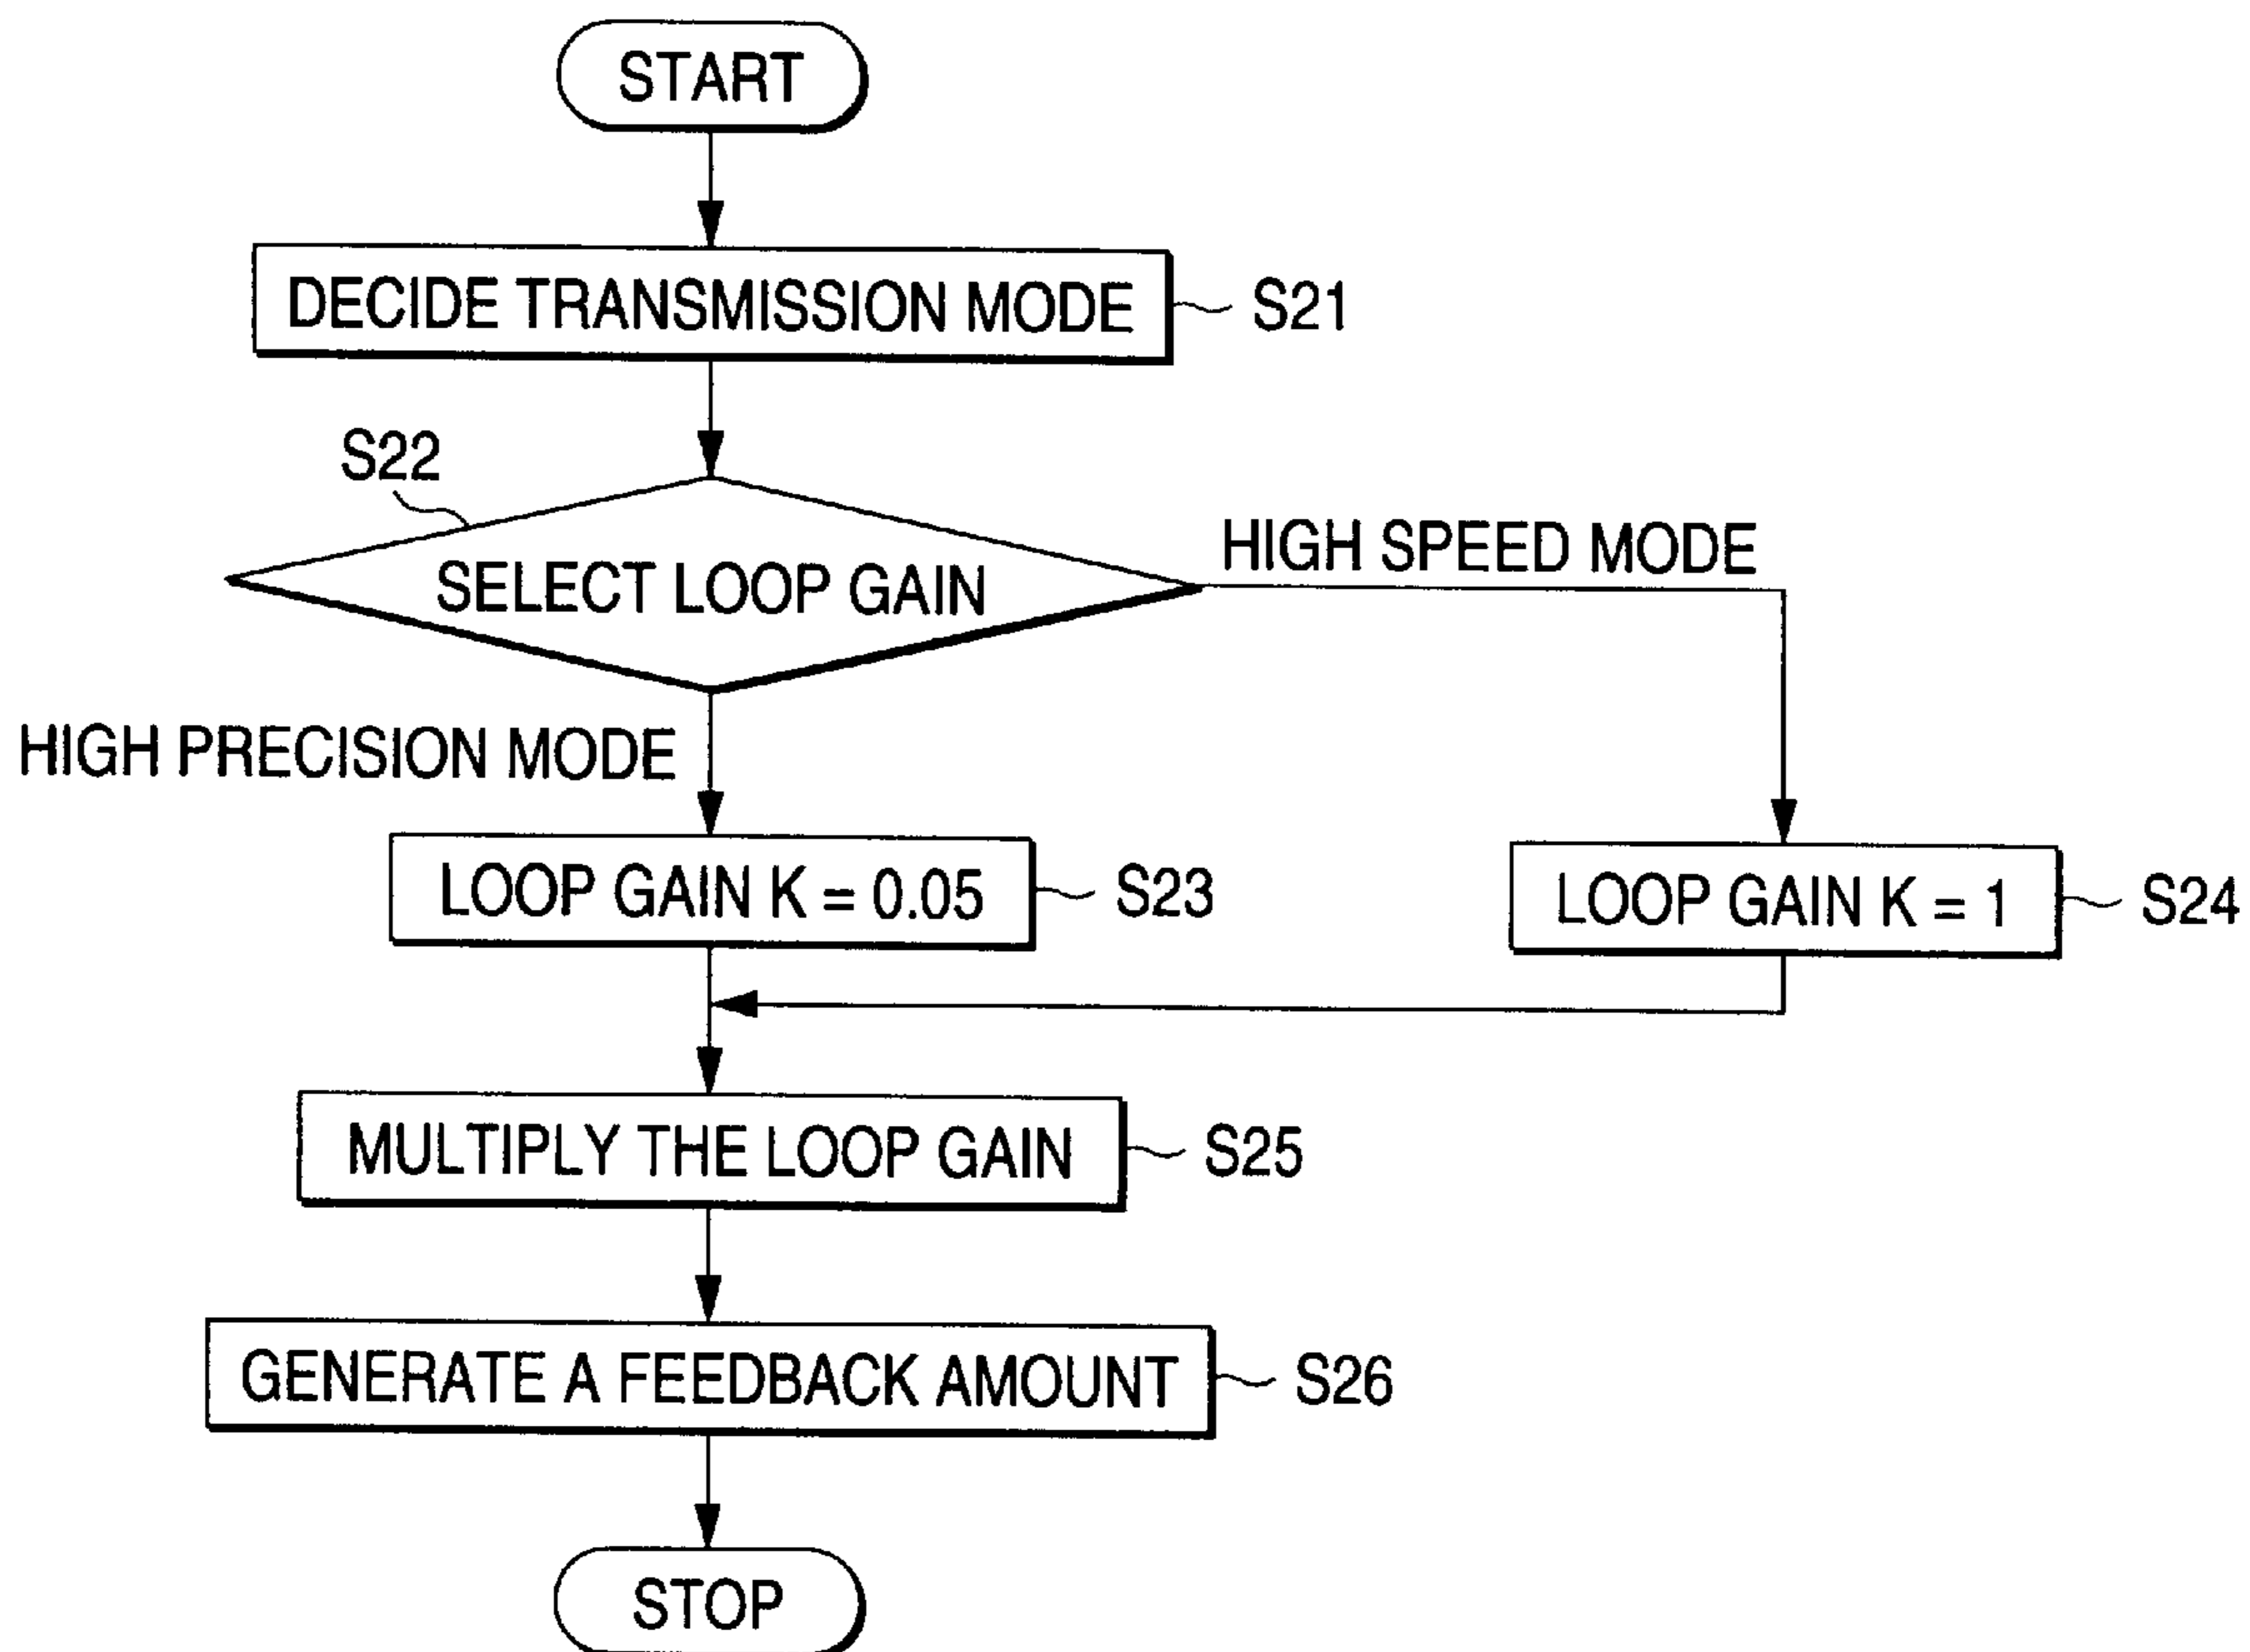 START
DECIDE TRANSMISSION MODE
S21
S22
SELECT LOOP GAIN
HIGH SPEED MODE
HIGH PRECISION MODE
LOOP GAIN K = 0.05
S23
LOOP GAIN K = 1
S24
MULTIPLY THE LOOP GAIN
S25
GENERATE A FEEDBACK AMOUNT
S26
STOP